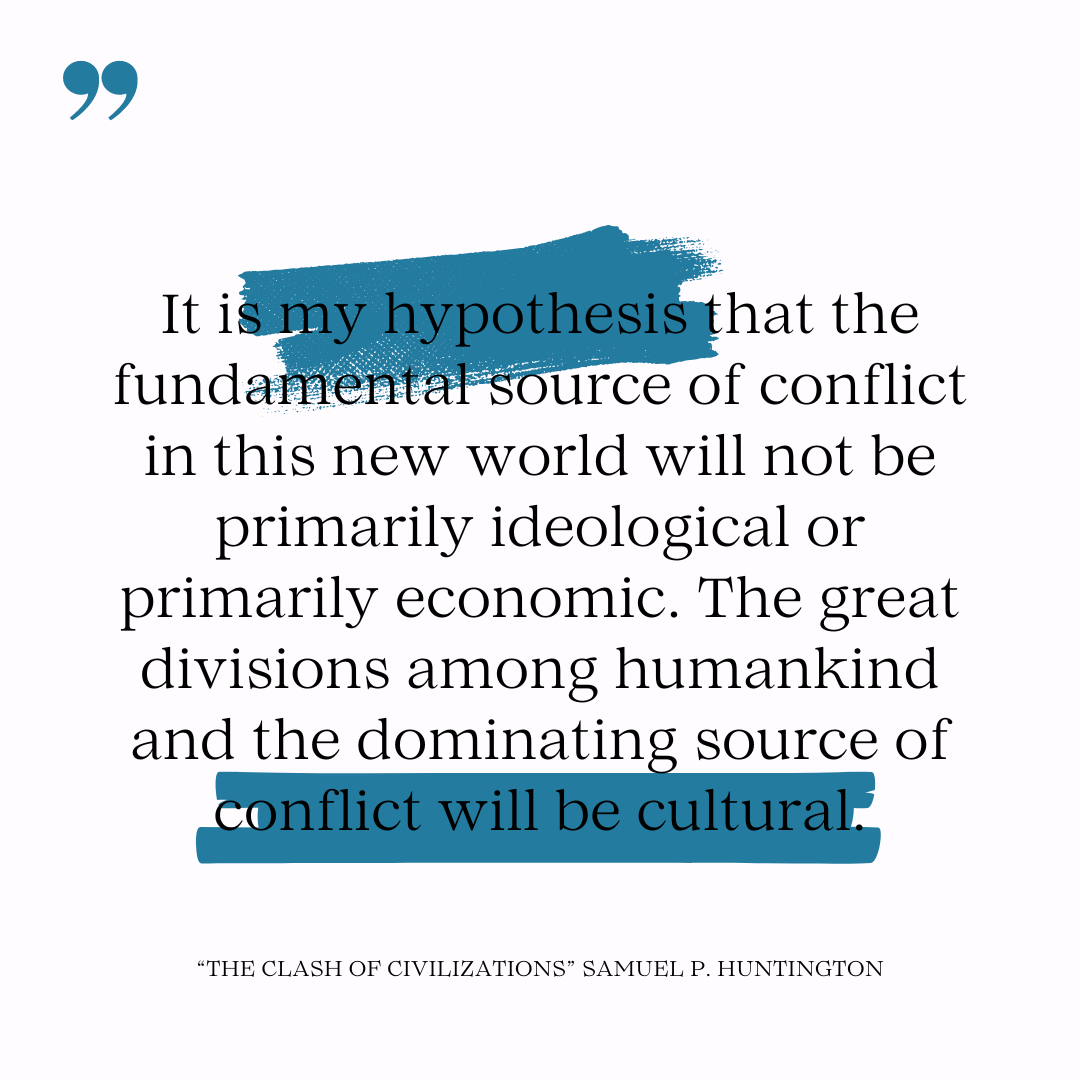 ”
It is my hypothesis that the
fundamental source of conflict
in this new world will not be
primarily ideological or
primarily economic. The great
divisions among humankind
and the dominating source of
conflict will be cultural.
“THE CLASH OF CIVILIZATIONS” SAMUEL P. HUNTINGTON